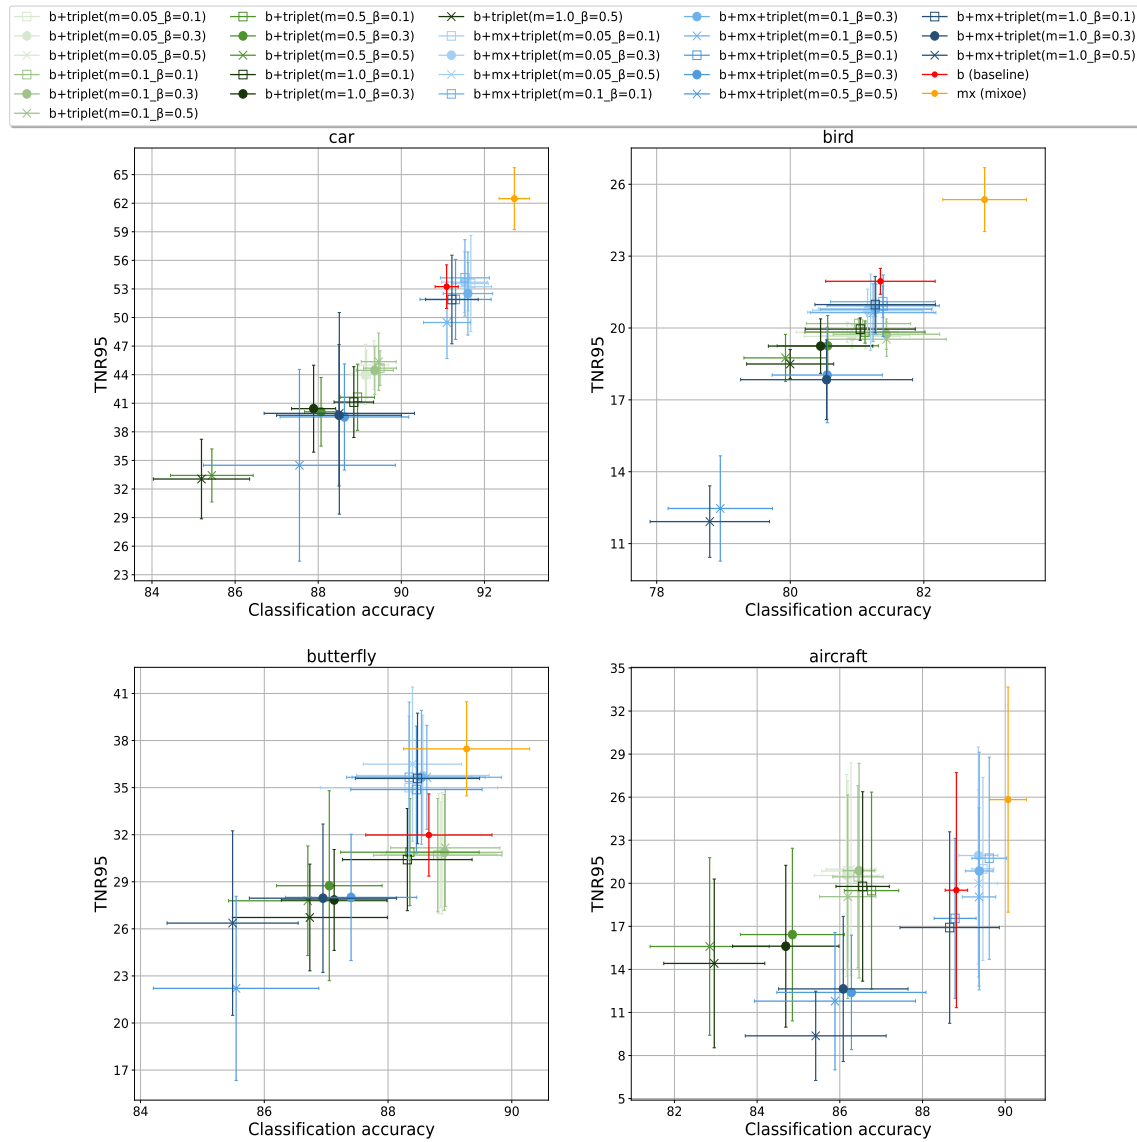 b+triplet(m=0.05_β=0.1)
b+triplet(m=0.05_β=0.3)
b+triplet(m=0.05_β=0.5)
b+triplet(m=0.1_β=0.1)
b+triplet(m=0.1_β=0.3)
b+triplet(m=0.1_β=0.5)
b+triplet(m=0.5_β=0.1)
b+triplet(m=0.5_β=0.3)
b+triplet(m=0.5_β=0.5)
b+triplet(m=1.0_β=0.1)
b+triplet(m=1.0_β=0.3)
b+triplet(m=1.0_β=0.5)
b+mx+triplet(m=0.05_β=0.1)
b+mx+triplet(m=0.05_β=0.3)
b+mx+triplet(m=0.05_β=0.5)
b+mx+triplet(m=0.1_β=0.1)
b+mx+triplet(m=0.1_β=0.3)
b+mx+triplet(m=0.1_β=0.5)
b+mx+triplet(m=0.5_β=0.1)
b+mx+triplet(m=0.5_β=0.3)
b+mx+triplet(m=0.5_β=0.5)
b+mx+triplet(m=1.0_β=0.1)
b+mx+triplet(m=1.0_β=0.3)
b+mx+triplet(m=1.0_β=0.5)
b (baseline)
mx (mixoe)
car
65
62
59
56
53
50
47
44
41
38
35
32
29
26
23
TNR95
84 86 88 90 92
Classification accuracy
bird
26
23
20
17
14
11
TNR95
78 80 82
Classification accuracy
butterfly
41
38
35
32
29
26
23
20
17
TNR95
84 86 88 90
Classification accuracy
aircraft
35
32
29
26
23
20
17
14
11
8
5
TNR95
82 84 86 88 90
Classification accuracy